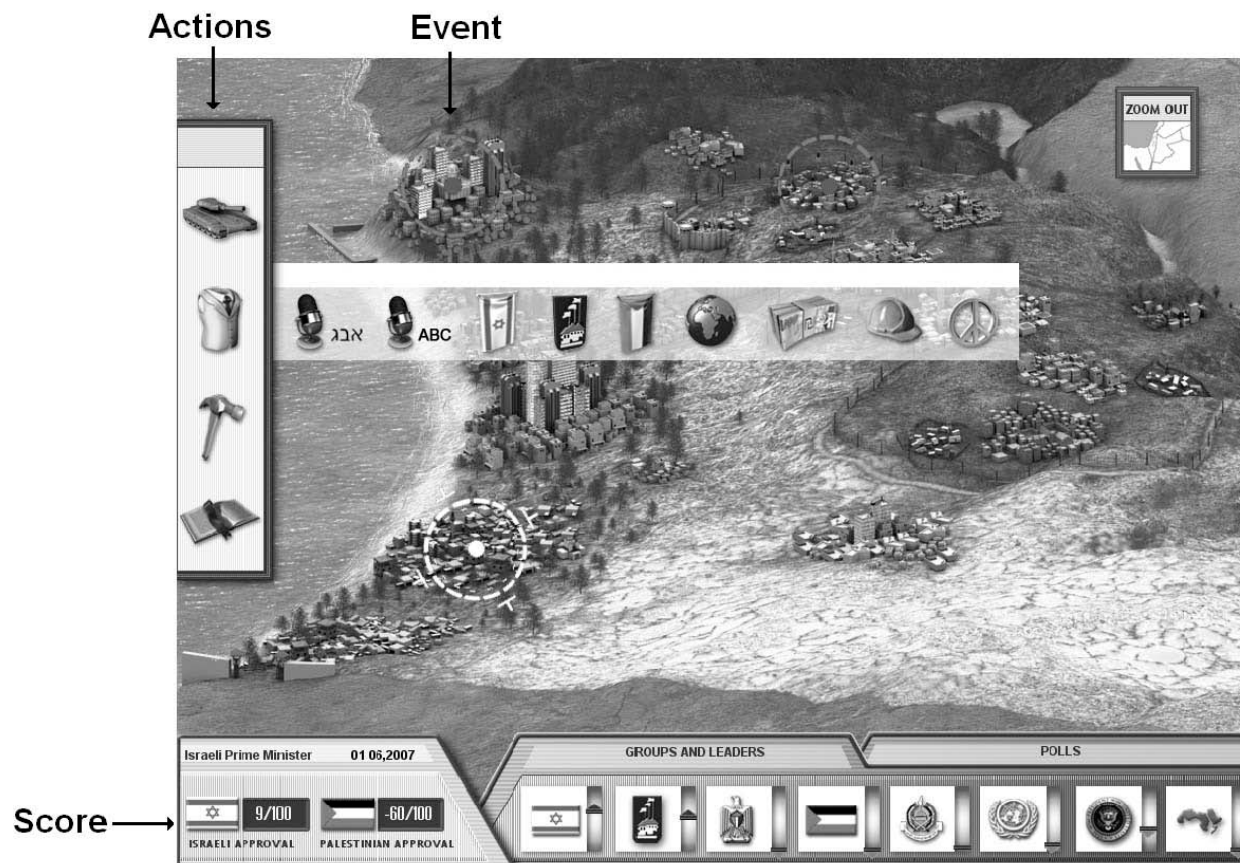 Actions
Event
ZOOM OUT
אבג
ABC
Israeli Prime Minister 01 06,2007
GROUPS AND LEADERS
POLLS
Score
9/100
-60/100
ISRAELI APPROVAL
PALESTINIAN APPROVAL